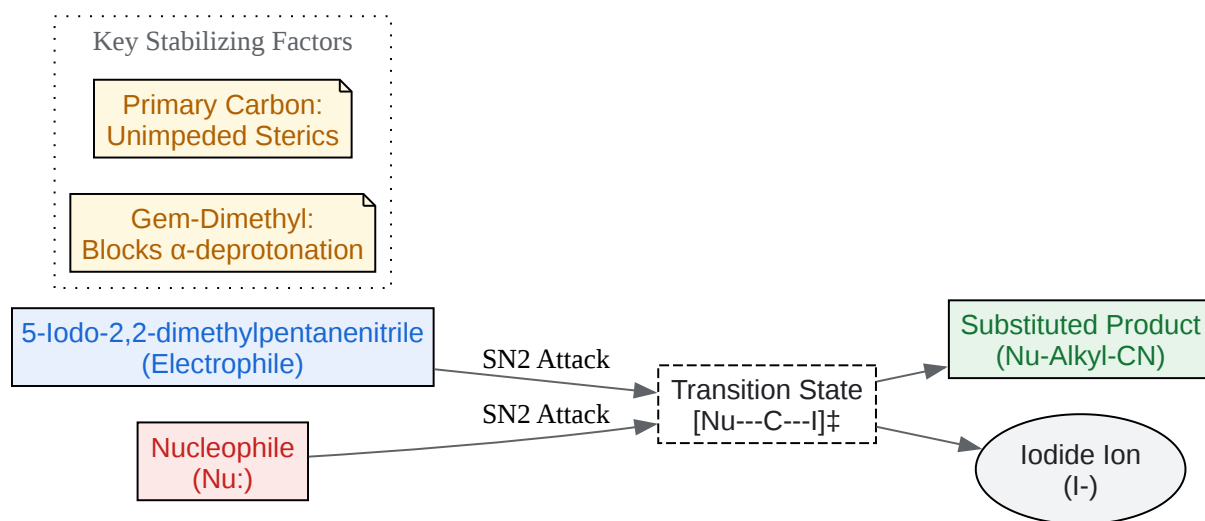 Key Stabilizing Factors
Primary Carbon:
Unimpeded Sterics
Gem-Dimethyl:
Blocks α-deprotonation
5-Iodo-2,2-dimethylpentanenitrile
(Electrophile)
SN2 Attack
Nucleophile
(Nu:)
SN2 Attack
Transition State
[Nu---C---I]‡
Substituted Product
(Nu-Alkyl-CN)
Iodide Ion
(I-)